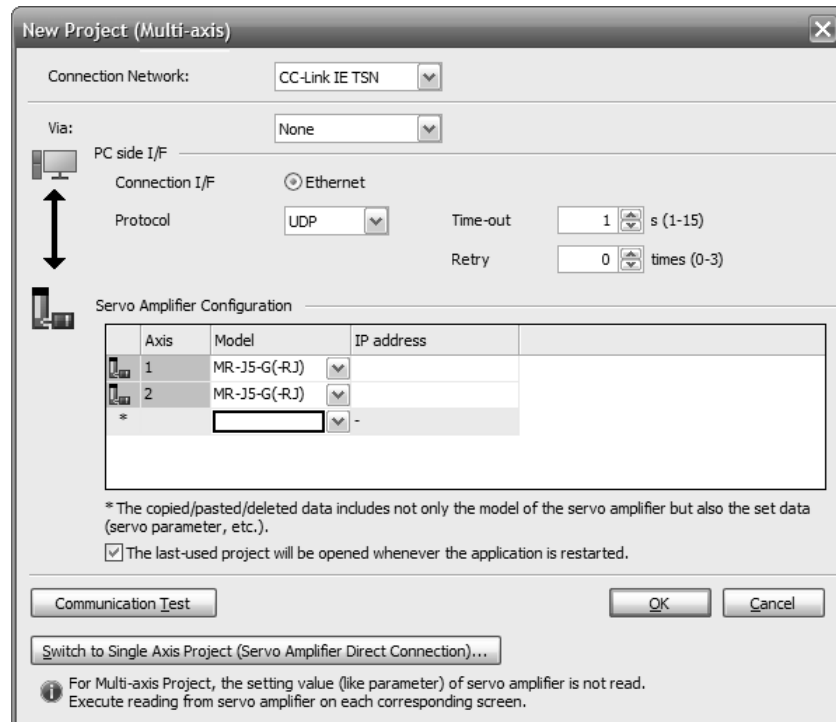 New Project (Multi-axis)
Connection Network: CC-Link IE TSN
Via: None
PC side I/F
Connection I/F Ethernet
Protocol UDP Time-out 1 s (1-15)
Retry 0 times (0-3)
Servo Amplifier Configuration
Axis Model IP address
1 MR-J5-G(-RJ)
2 MR-J5-G(-RJ)
* -
* The copied/pasted/deleted data includes not only the model of the servo amplifier but also the set data
(servo parameter, etc.).
The last-used project will be opened whenever the application is restarted.
Communication Test OK Cancel
Switch to Single Axis Project (Servo Amplifier Direct Connection)...
For Multi-axis Project, the setting value (like parameter) of servo amplifier is not read.
Execute reading from servo amplifier on each corresponding screen.